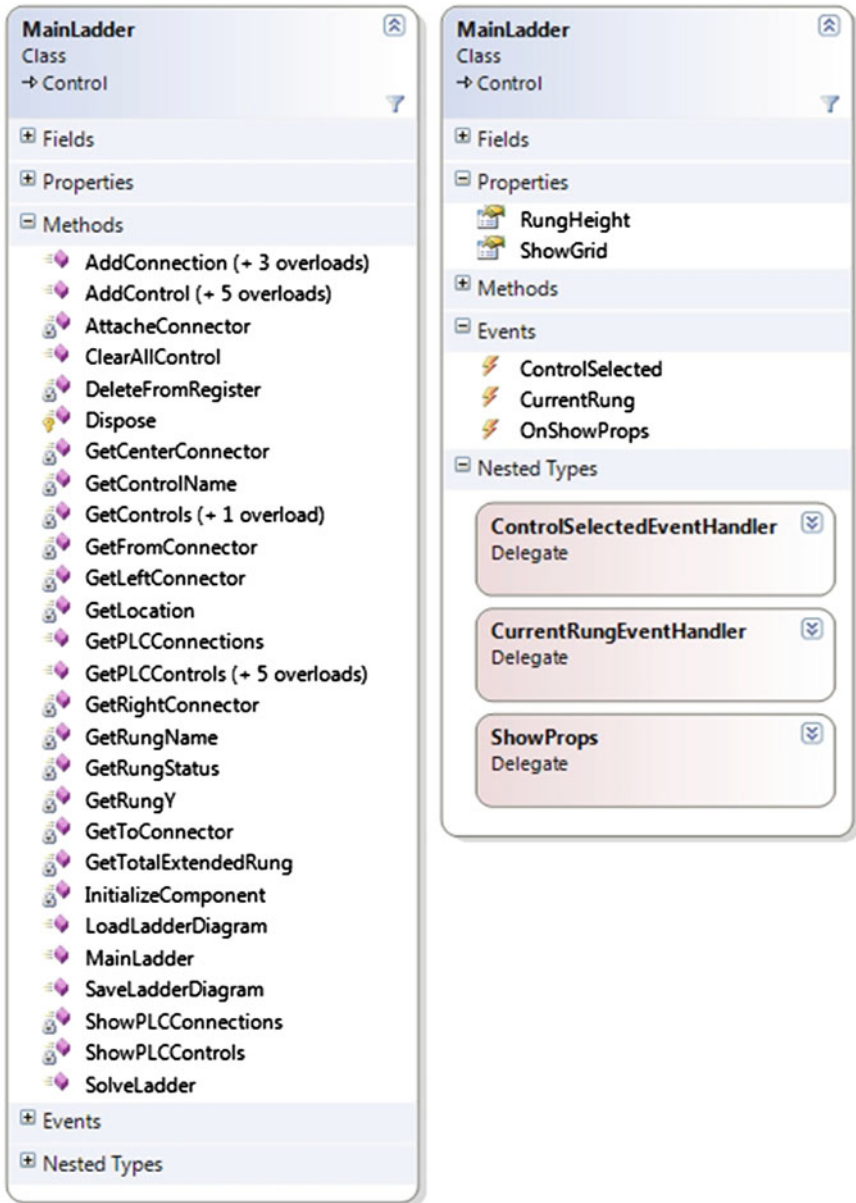 MainLadder
Class
Control
Fields
Properties
Methods
AddConnection (+ 3 overloads)
AddControl (+ 5 overloads)
AttacheConnector
ClearAllControl
DeleteFromRegister
Dispose
GetCenterConnector
GetControlName
GetControls (+ 1 overload)
GetFromConnector
GetLeftConnector
GetLocation
GetPLCConnections
GetPLCControls (+ 5 overloads)
GetRightConnector
GetRungName
GetRungStatus
GetRungY
GetToConnector
GetTotalExtendedRung
InitializeComponent
LoadLadderDiagram
MainLadder
SaveLadderDiagram
ShowPLCConnections
ShowPLCControls
SolveLadder
Events
Nested Types
MainLadder
Class
Control
Fields
Properties
RungHeight
ShowGrid
Methods
Events
ControlSelected
CurrentRung
OnShowProps
Nested Types
ControlSelectedEventHandler
Delegate
CurrentRungEventHandler
Delegate
ShowProps
Delegate